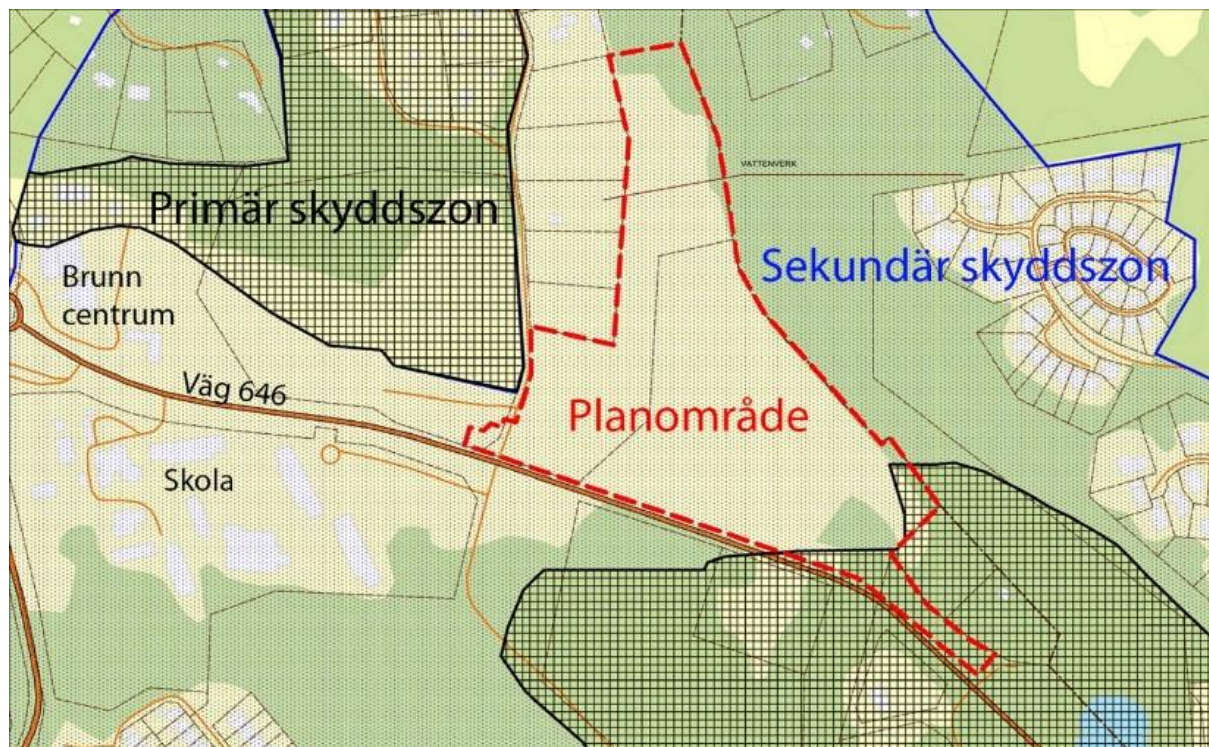 VATTENVERK
Primär skyddszon
Sekundär skyddszon
Brunn
centrum
Väg 646
Planområde
Skola